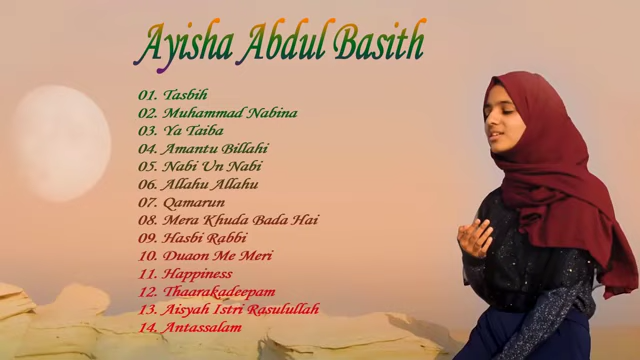 Ayisha Abdul Basith
01. Tasbih
02. Muhammad Nabina
03. Ya Taiba
04. Amantu Billahi
05. Nabi Un Nabi
06. Allahu Allahu
07. Qamarun
08. Mera Khuda Bada Hai
09. Hasbi Rabbi
10. Duaon Me Meri
11. Happiness
12. Thaarakadeepam
13. Aisyah Istri Rasulullah
14. Antassalam